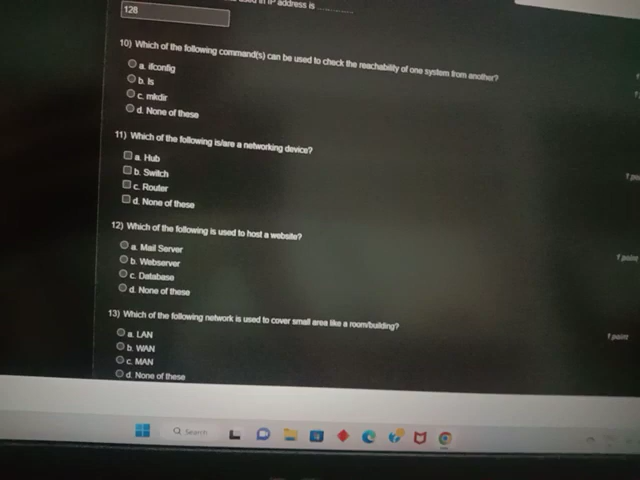 IP address is ............
128
10) Which of the following command(s) can be used to check the reachability of one system from another?
a. ifconfig
b. ls
c. mkdir
d. None of these
11) Which of the following is/are a networking device?
a. Hub
b. Switch
c. Router
d. None of these
12) Which of the following is used to host a website?
1 point
a. Mail Server
b. Webserver
c. Database
d. None of these
13) Which of the following network is used to cover small area like a room/building?
1 point
a. LAN
b. WAN
c. MAN
d. None of these
Search